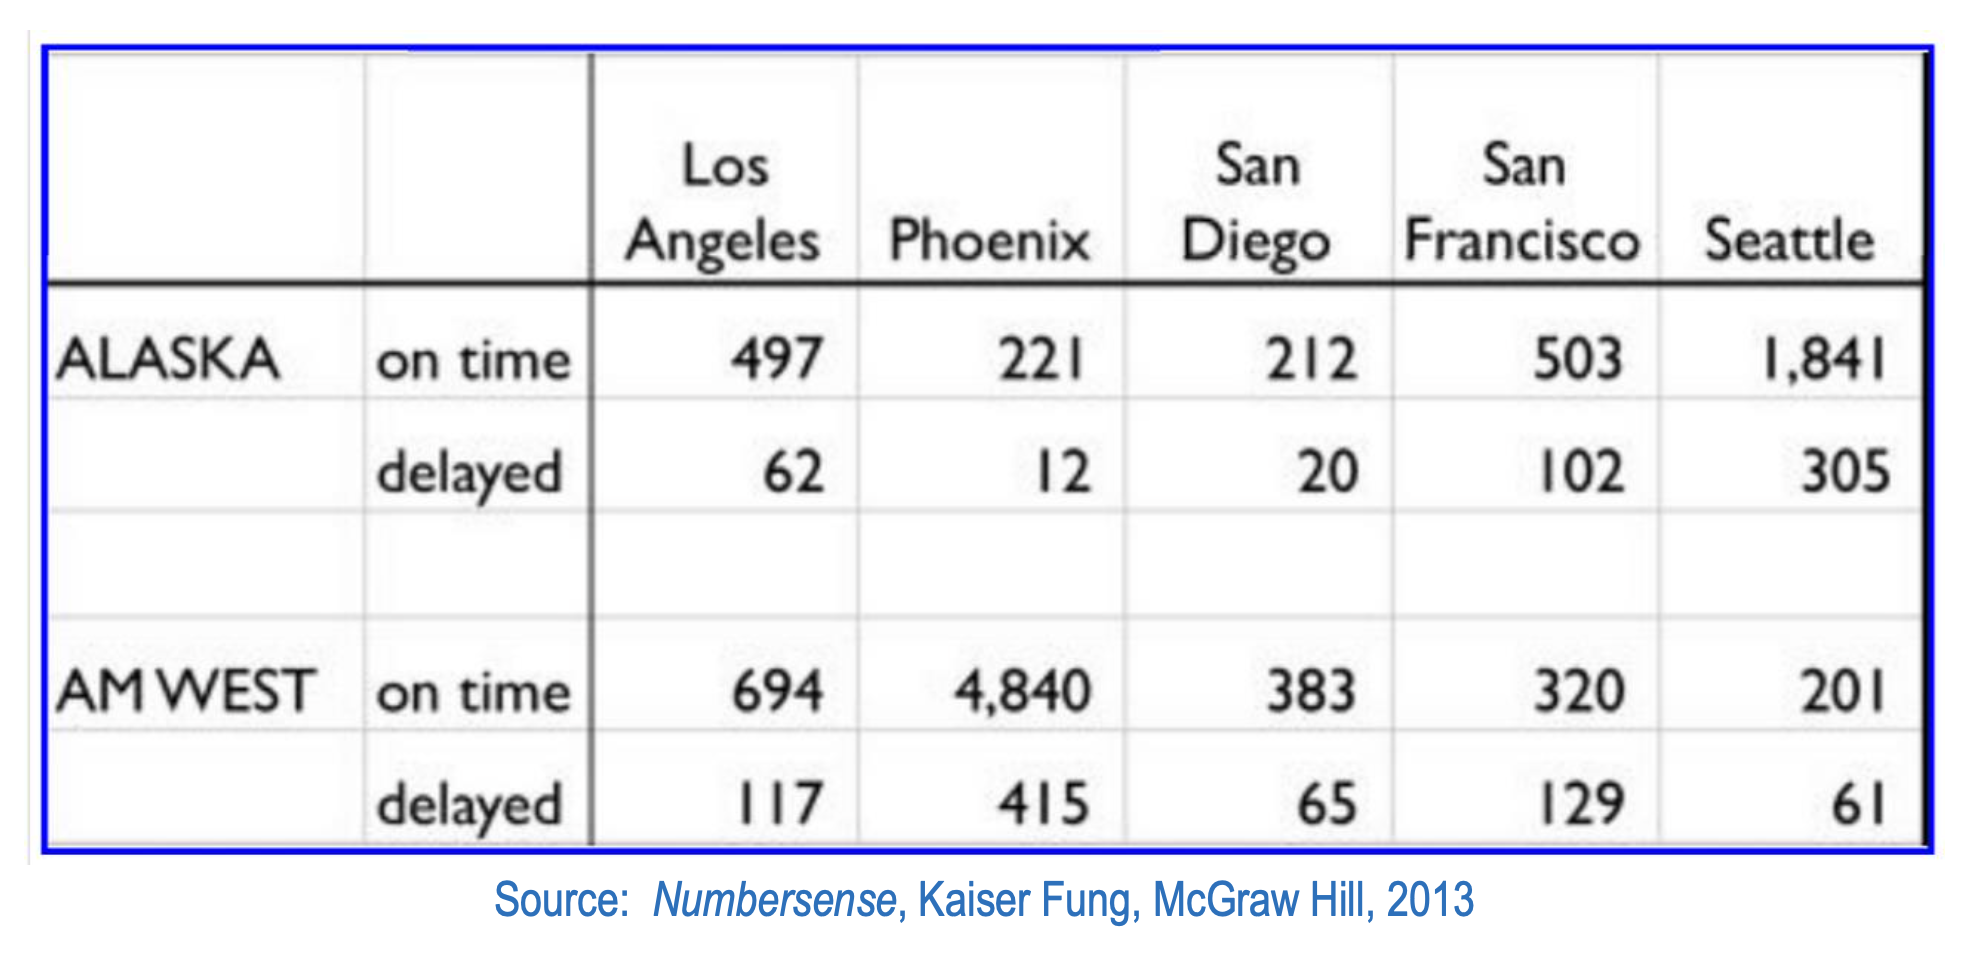 Los Angeles Phoenix San Diego San Francisco Seattle
ALASKA on time 497 221 212 503 1,841
delayed 62 12 20 102 305
AM WEST on time 694 4,840 383 320 201
delayed 117 415 65 129 61
Source: Numbersense, Kaiser Fung, McGraw Hill, 2013